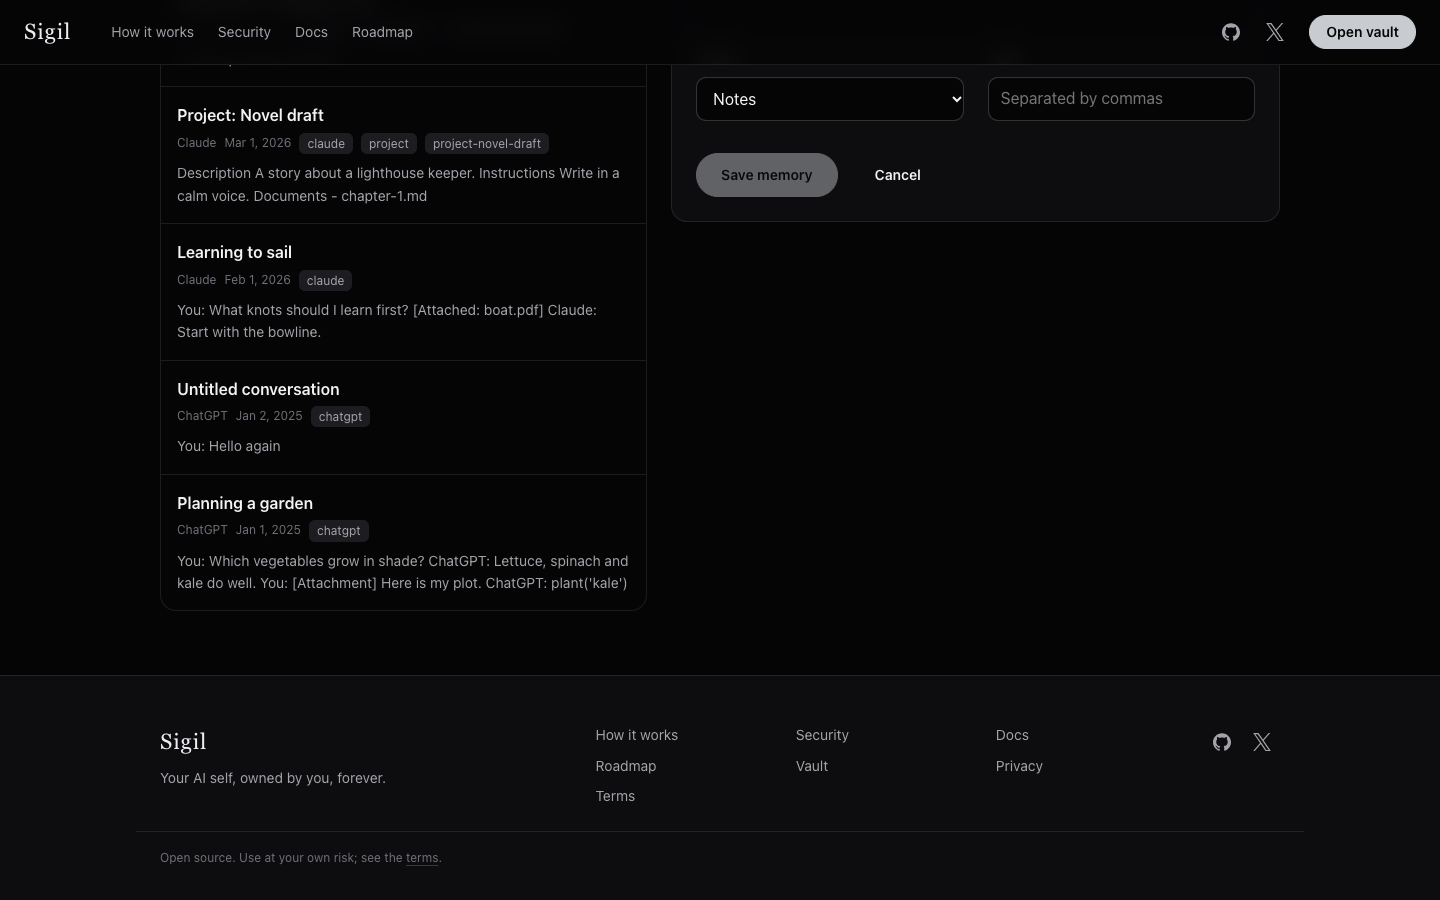 Sigil
How it works
Security
Docs
Roadmap
Open vault
Project: Novel draft
Claude Mar 1, 2026 claude project project-novel-draft
Description A story about a lighthouse keeper. Instructions Write in a
calm voice. Documents - chapter-1.md
Learning to sail
Claude Feb 1, 2026 claude
You: What knots should I learn first? [Attached: boat.pdf] Claude:
Start with the bowline.
Untitled conversation
ChatGPT Jan 2, 2025 chatgpt
You: Hello again
Planning a garden
ChatGPT Jan 1, 2025 chatgpt
You: Which vegetables grow in shade? ChatGPT: Lettuce, spinach and
kale do well. You: [Attachment] Here is my plot. ChatGPT: plant('kale')
Notes
Separated by commas
Save memory
Cancel
Sigil
Your AI self, owned by you, forever.
How it works
Security
Docs
Roadmap
Vault
Privacy
Terms
Open source. Use at your own risk; see the terms.